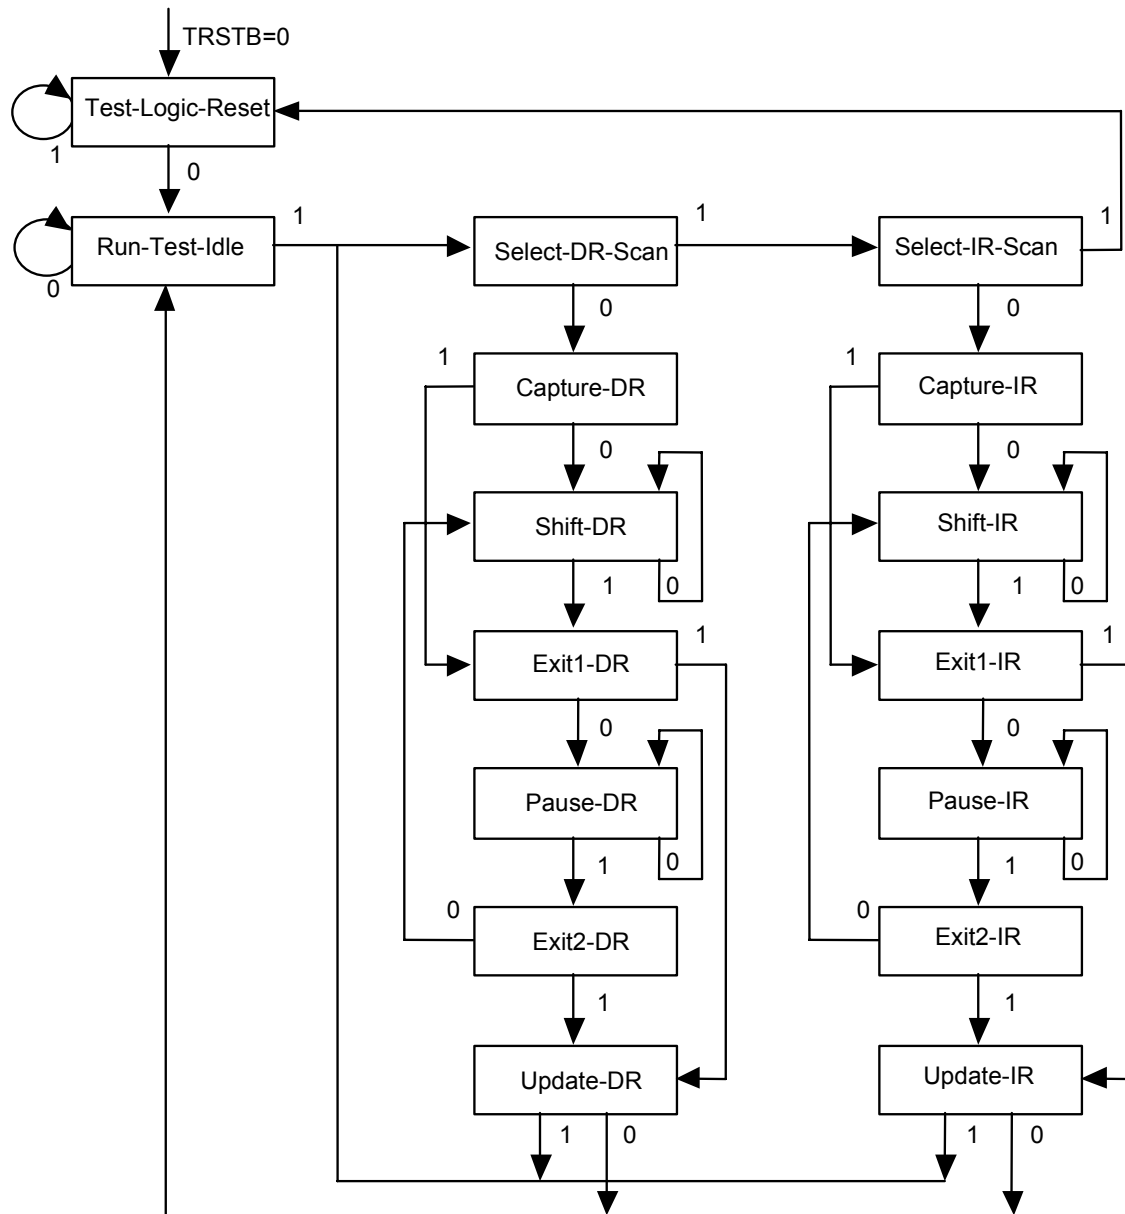 TRSTB=0
Test-Logic-Reset
1
0
Run-Test-Idle
0
1
Select-DR-Scan
1
Select-IR-Scan
1
0
0
1
Capture-DR
1
Capture-IR
0
0
Shift-DR
Shift-IR
1
0
1
0
Exit1-DR
1
Exit1-IR
1
0
0
Pause-DR
Pause-IR
1
0
1
0
0
Exit2-DR
0
Exit2-IR
1
1
Update-DR
Update-IR
1
0
1
0